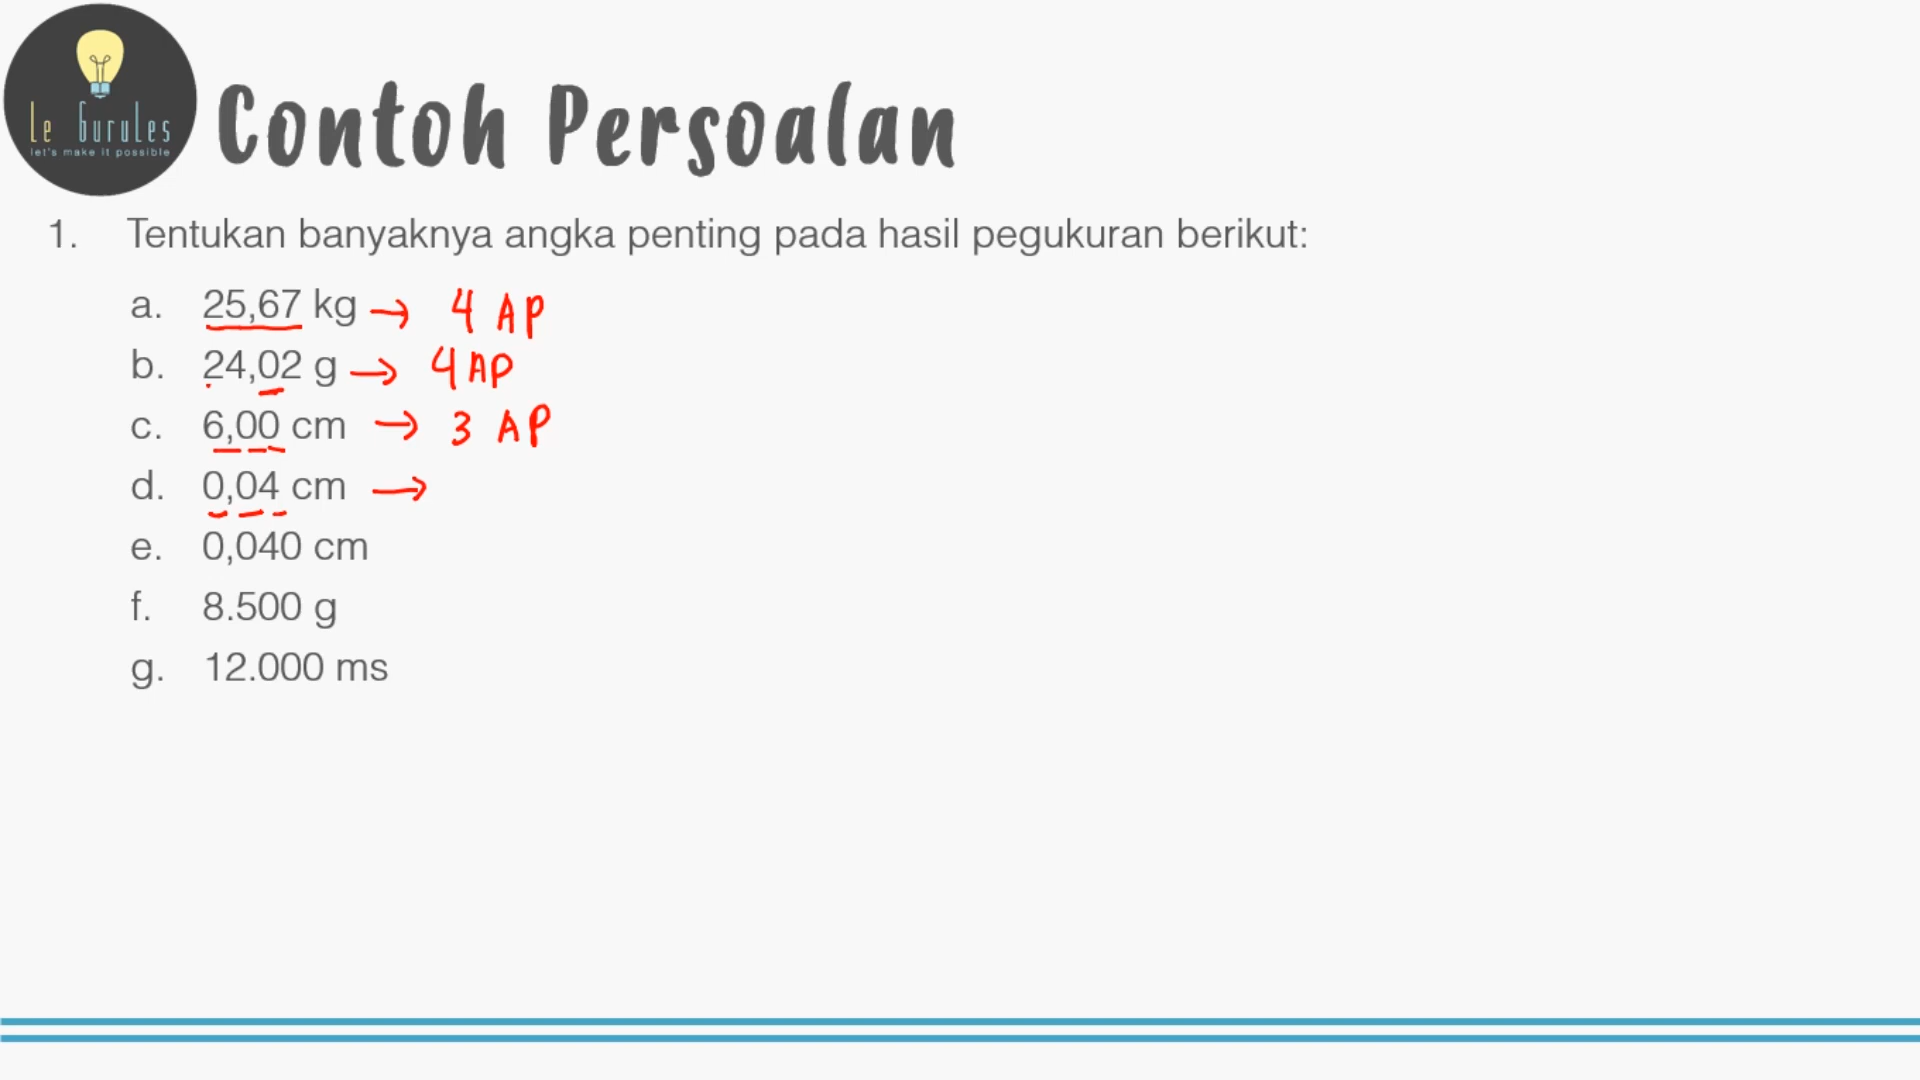 le burules
let's make it possible
Contoh Persoalan
1. Tentukan banyaknya angka penting pada hasil pegukuran berikut:
a. 25,67 kg → 4 AP
b. 24,02 g → 4 AP
c. 6,00 cm → 3 AP
d. 0,04 cm →
e. 0,040 cm
f. 8.500 g
g. 12.000 ms